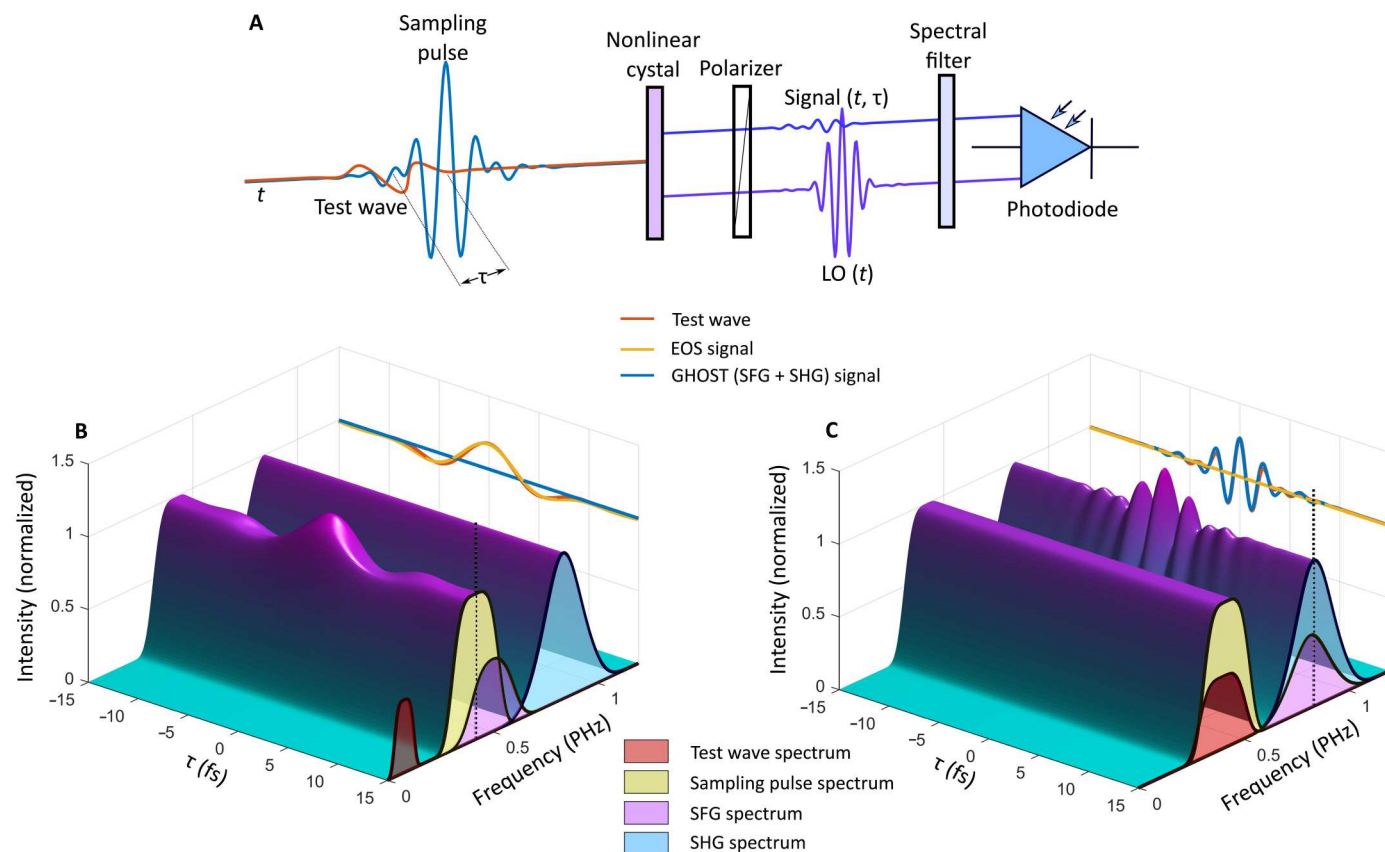 A
Sampling
pulse
Test wave
t
τ
Nonlinear
cystal
Polarizer
Signal (t, τ)
LO (t)
Spectral
filter
Photodiode
Test wave
EOS signal
GHOST (SFG + SHG) signal
B
Intensity (normalized)
1.5
1
0.5
0
−15
−10
−5
0
5
10
15
τ (fs)
0
0.5
1
Frequency (PHz)
C
Intensity (normalized)
1.5
1
0.5
0
−15
−10
−5
0
5
10
15
τ (fs)
0
0.5
1
Frequency (PHz)
Test wave spectrum
Sampling pulse spectrum
SFG spectrum
SHG spectrum